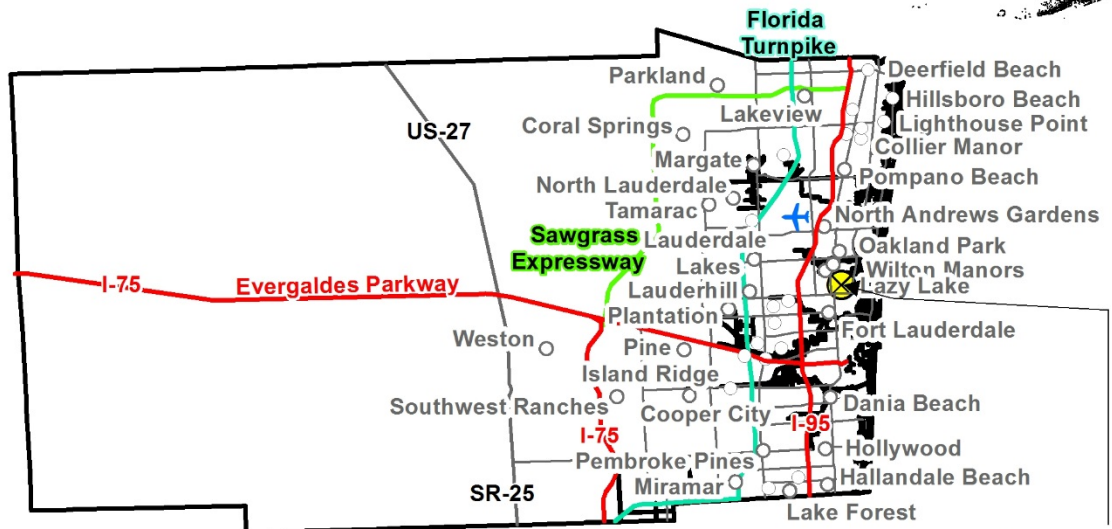 Florida
Turnpike
Parkland
Deerfield Beach
Hillsboro Beach
Lakeview
US-27
Coral Springs
Lighthouse Point
Collier Manor
Margate
Pompano Beach
North Lauderdale
Tamarac
North Andrews Gardens
Sawgrass
Expressway
Lauderdale
Lakes
Oakland Park
Wilton Manors
I-75
Evergaldes Parkway
Lauderhill
Lazy Lake
Plantation
Fort Lauderdale
Weston
Pine
Island Ridge
Southwest Ranches
Cooper City
Dania Beach
I-75
I-95
Hollywood
Pembroke Pines
SR-25
Miramar
Hallandale Beach
Lake Forest